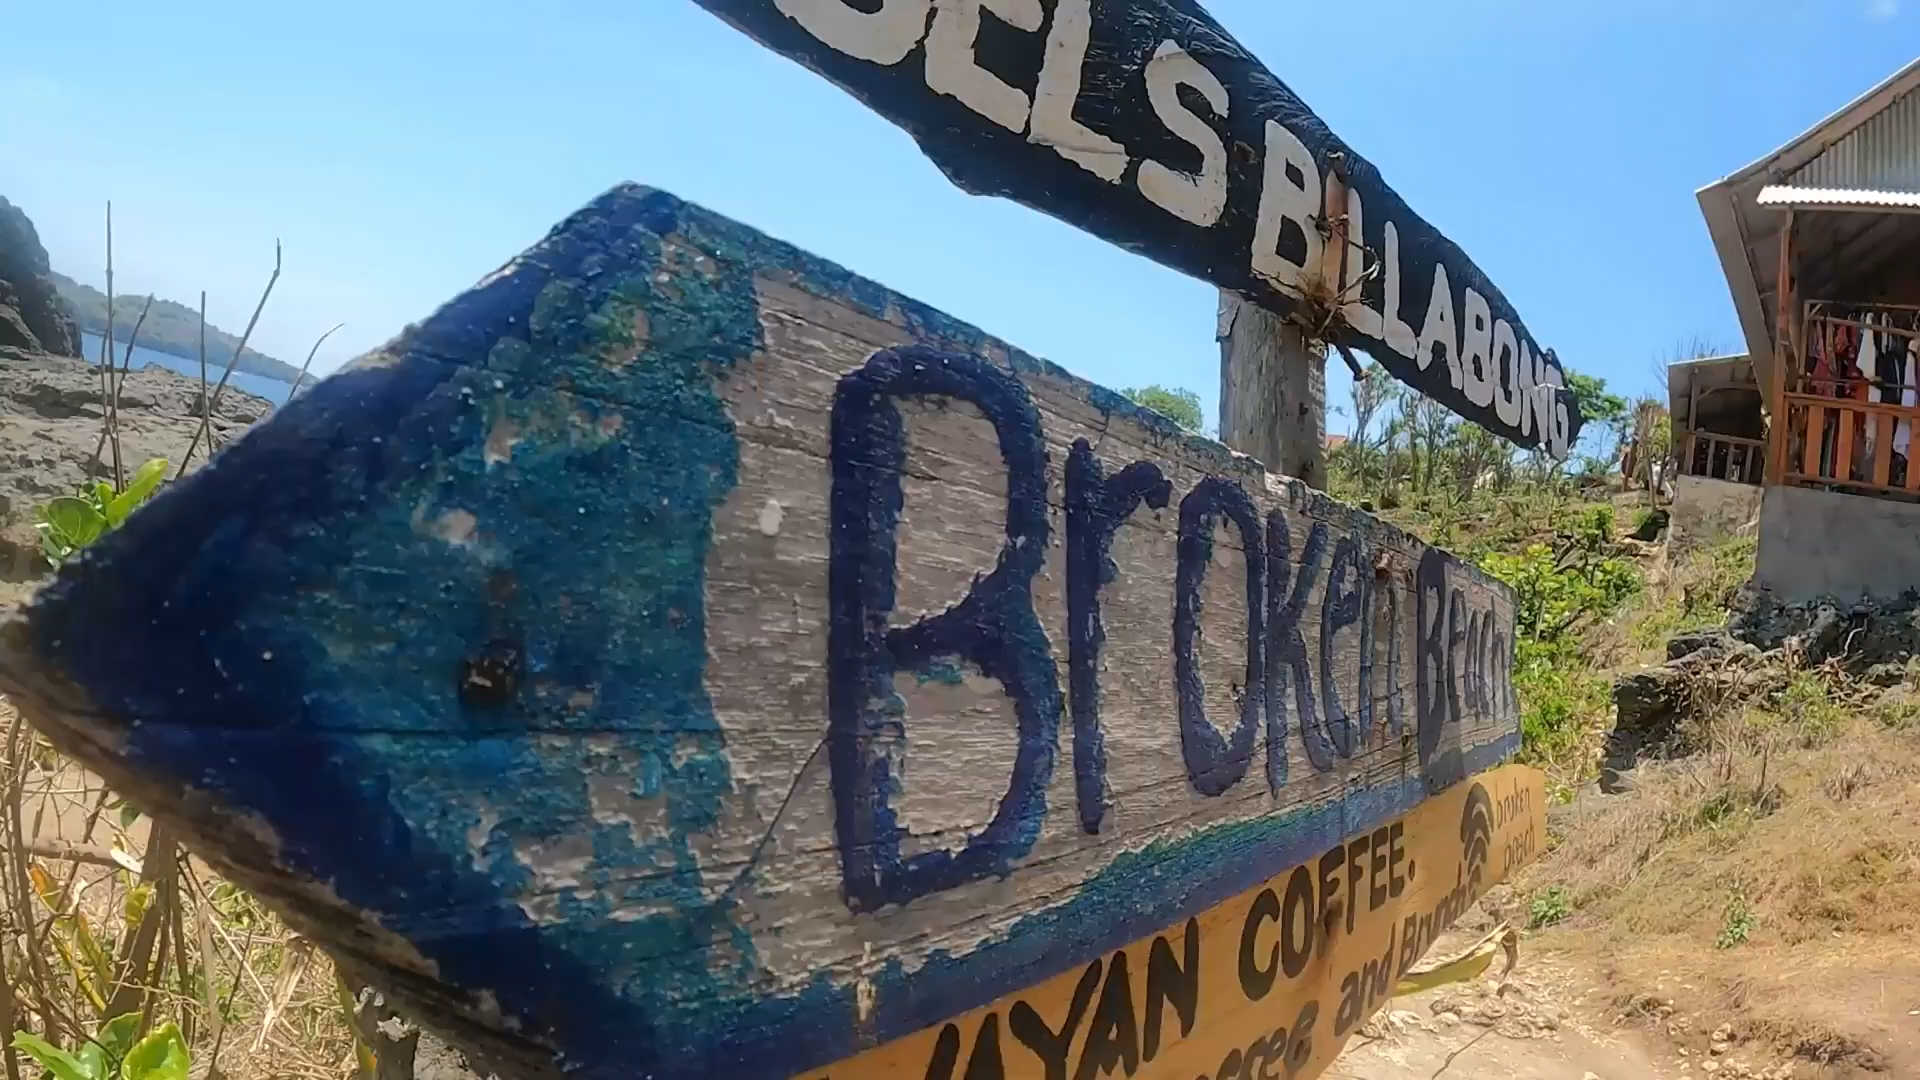 BILLABONG
Broken Beach
COFFEE.
and Brunch
broken
beach